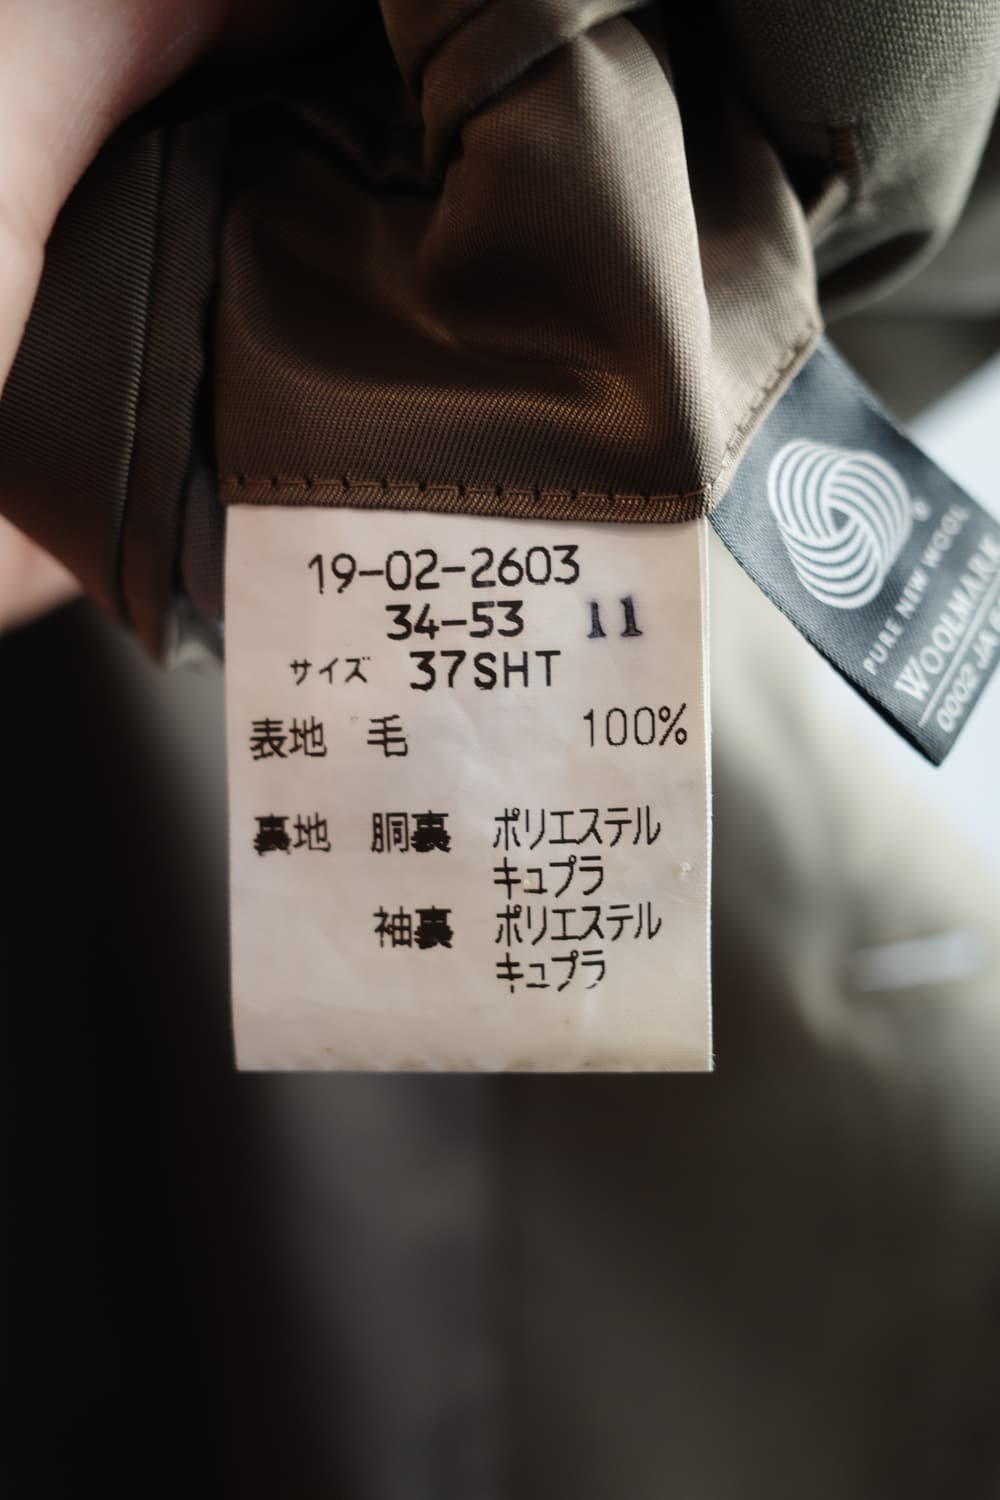 19-02-2603
34-53 11
サイズ 37SHT
表地 毛 100%
裏地 胴裏 ポリエステル
キュプラ
袖裏 ポリエステル
キュプラ
PURE NEW WOOL
WOOLMARK
0002 JA